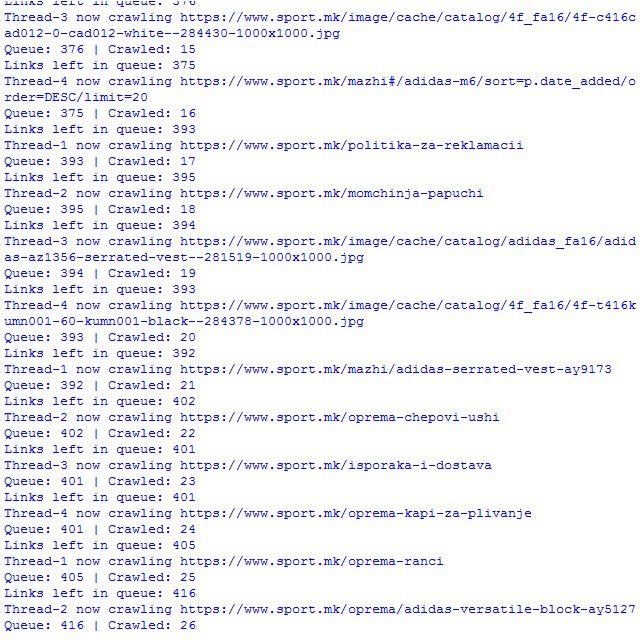 Links left in queue: 376
Thread-3 now crawling https://www.sport.mk/image/cache/catalog/4f_fa16/4f-c416c
ad012-0-cad012-white--284430-1000x1000.jpg
Queue: 376 | Crawled: 15
Links left in queue: 375
Thread-4 now crawling https://www.sport.mk/mazhi#/adidas-m6/sort=p.date_added/o
rder=DESC/limit=20
Queue: 375 | Crawled: 16
Links left in queue: 393
Thread-1 now crawling https://www.sport.mk/politika-za-reklamacii
Queue: 393 | Crawled: 17
Links left in queue: 395
Thread-2 now crawling https://www.sport.mk/momchinja-papuchi
Queue: 395 | Crawled: 18
Links left in queue: 394
Thread-3 now crawling https://www.sport.mk/image/cache/catalog/adidas_fa16/adid
as-az1356-serrated-vest--281519-1000x1000.jpg
Queue: 394 | Crawled: 19
Links left in queue: 393
Thread-4 now crawling https://www.sport.mk/image/cache/catalog/4f_fa16/4f-t416k
umn001-60-kumn001-black--284378-1000x1000.jpg
Queue: 393 | Crawled: 20
Links left in queue: 392
Thread-1 now crawling https://www.sport.mk/mazhi/adidas-serrated-vest-ay9173
Queue: 392 | Crawled: 21
Links left in queue: 402
Thread-2 now crawling https://www.sport.mk/oprema-chepovi-ushi
Queue: 402 | Crawled: 22
Links left in queue: 401
Thread-3 now crawling https://www.sport.mk/isporaka-i-dostava
Queue: 401 | Crawled: 23
Links left in queue: 401
Thread-4 now crawling https://www.sport.mk/oprema-kapi-za-plivanje
Queue: 401 | Crawled: 24
Links left in queue: 405
Thread-1 now crawling https://www.sport.mk/oprema-ranci
Queue: 405 | Crawled: 25
Links left in queue: 416
Thread-2 now crawling https://www.sport.mk/oprema/adidas-versatile-block-ay5127
Queue: 416 | Crawled: 26